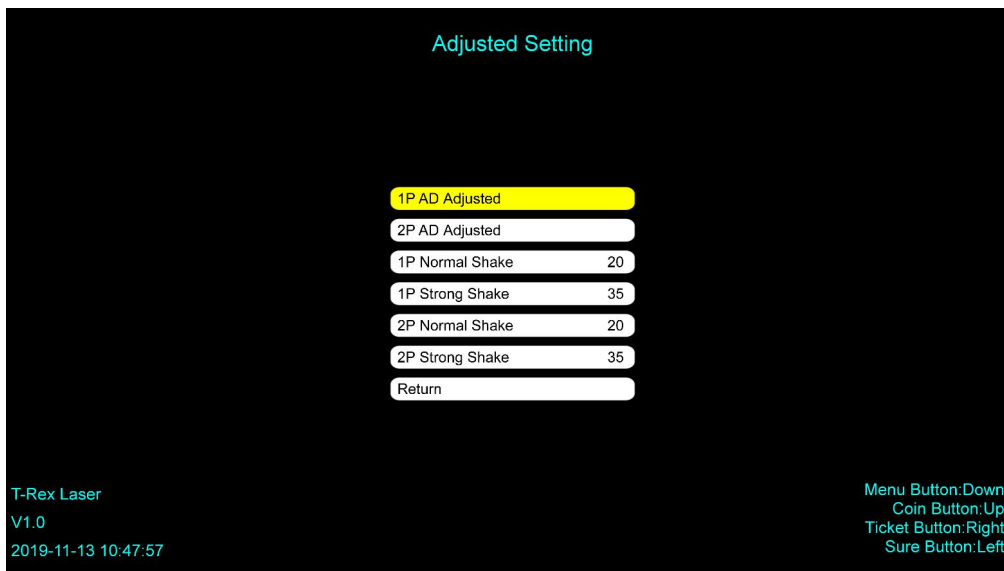 Adjusted Setting
1P AD Adjusted
2P AD Adjusted
1P Normal Shake 20
1P Strong Shake 35
2P Normal Shake 20
2P Strong Shake 35
Return
T-Rex Laser
V1.0
2019-11-13 10:47:57
Menu Button:Down
Coin Button:Up
Ticket Button:Right
Sure Button:Left